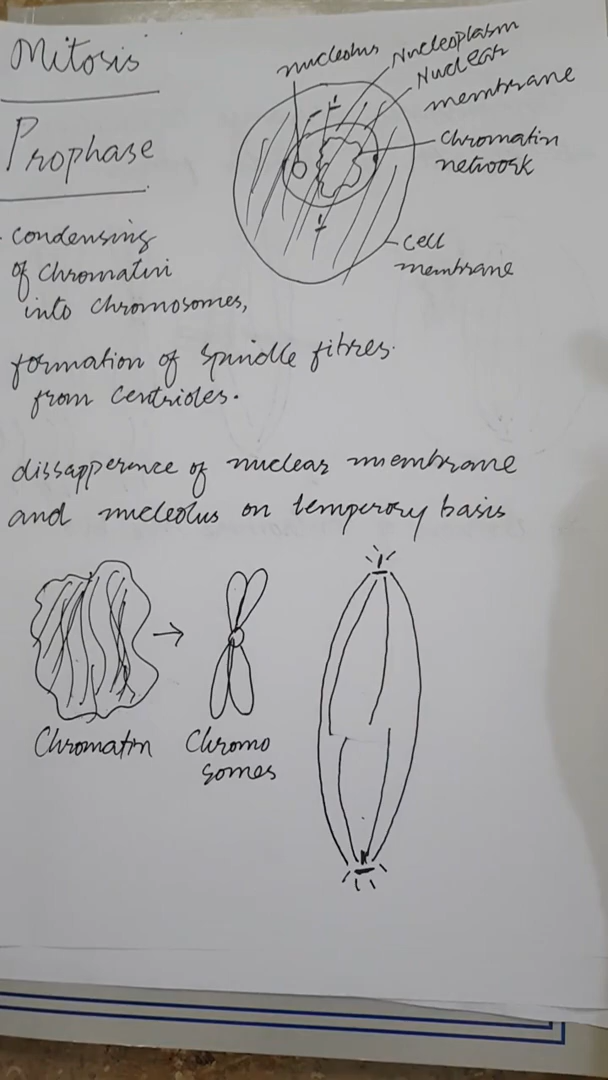 Mitosis
Prophase
nucleolus
Nucleoplasm
Nuclear
membrane
Chromatin
network
cell
membrane
- condensing
of chromatin
into chromosomes,
formation of spindle fibres.
from centrioles.
dissapperence of nuclear membrane
and nucleolus on temperory basis
Chromatin
Chromo
somes